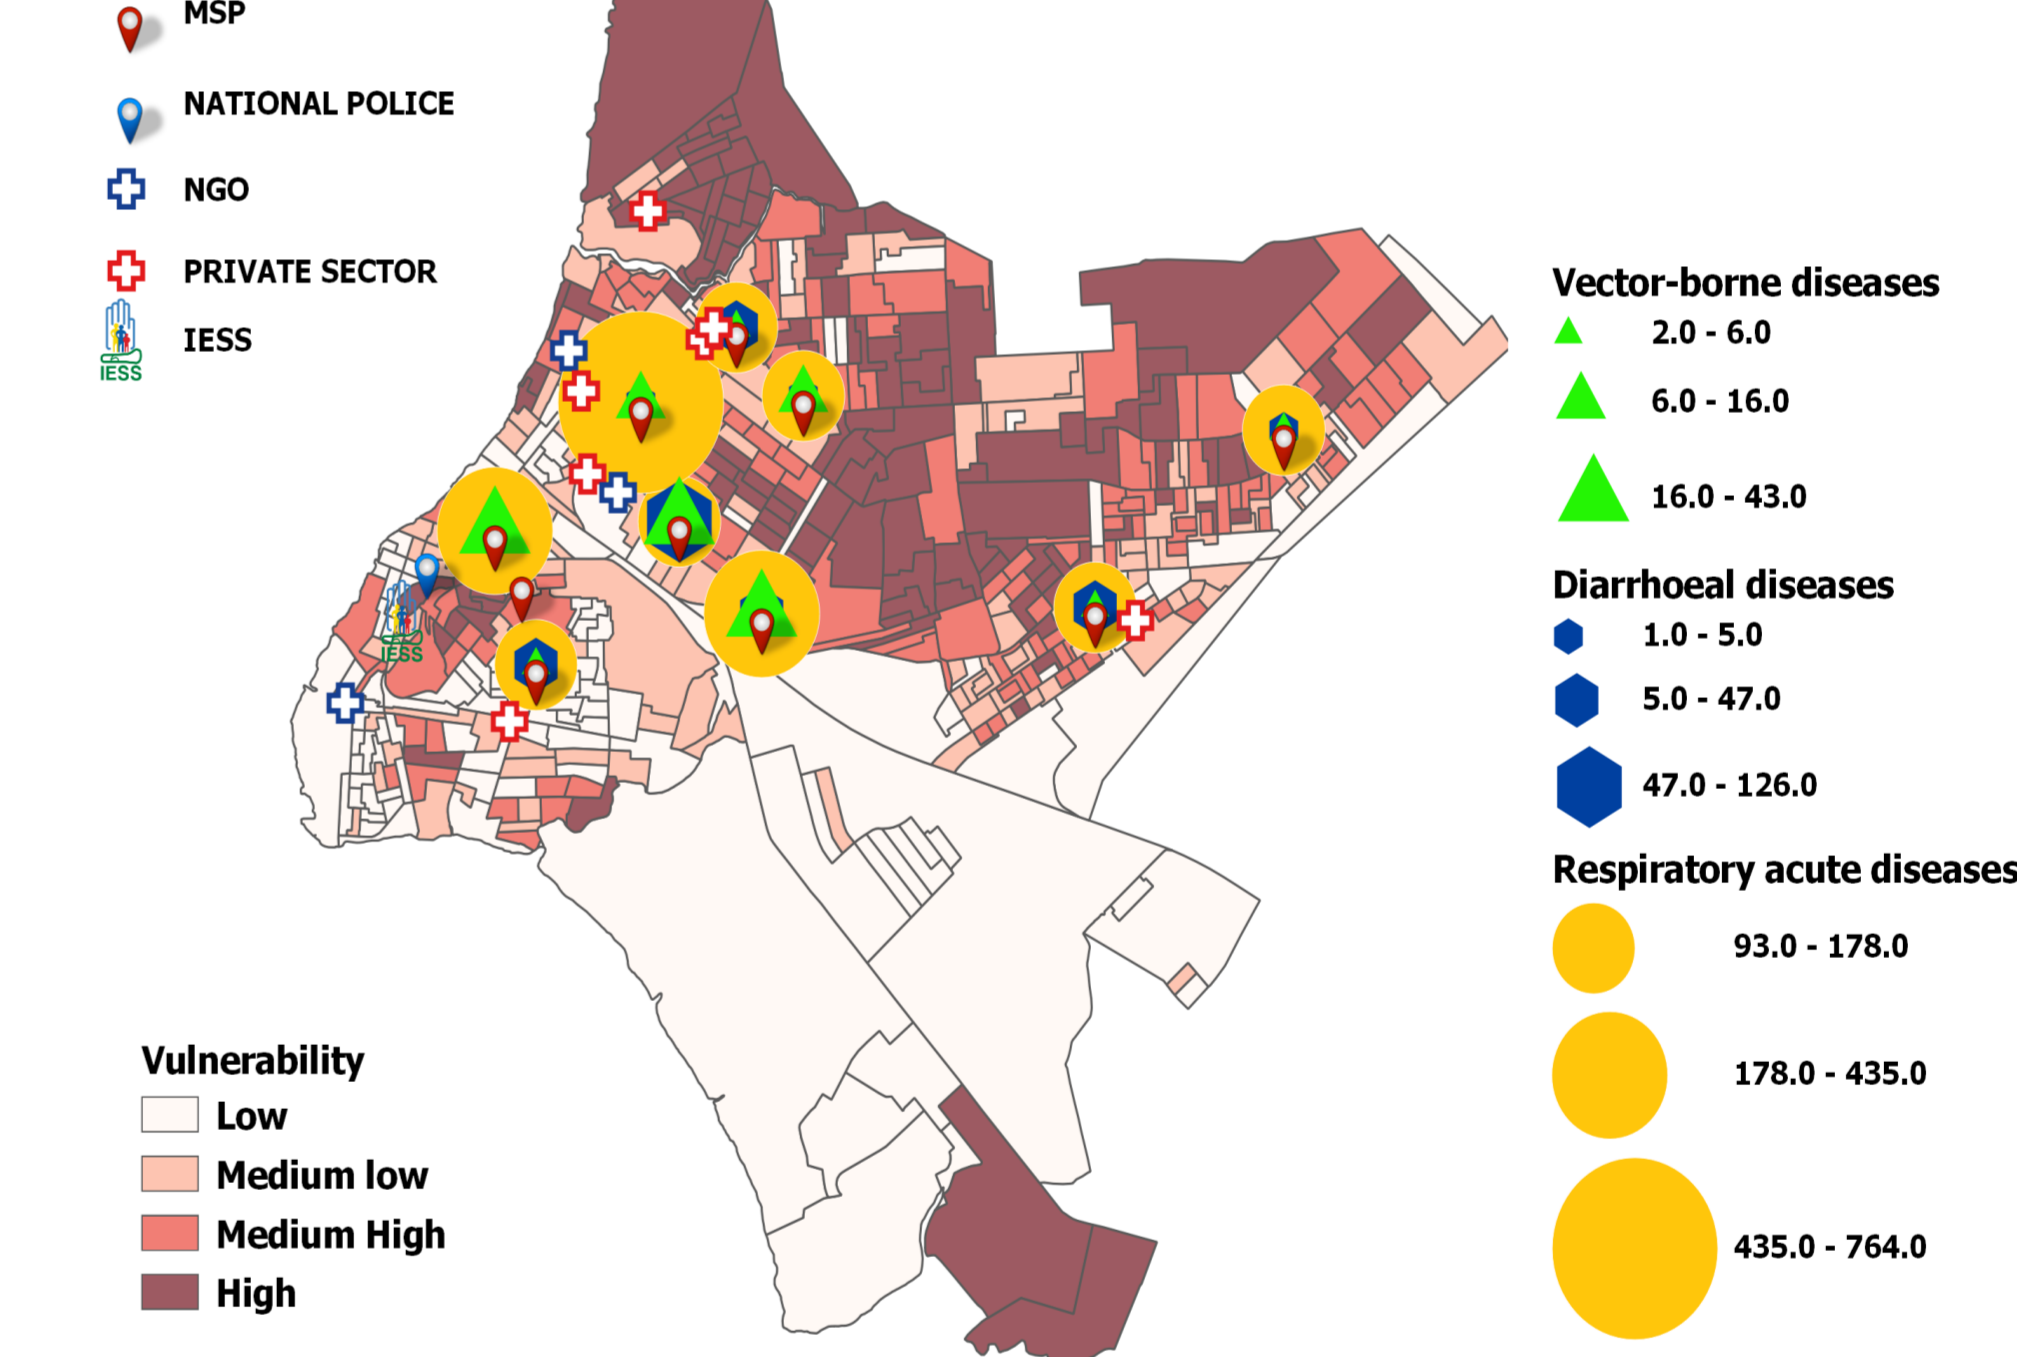 MSP
NATIONAL POLICE
NGO
PRIVATE SECTOR
IESS
IESS
IESS
Vulnerability
Low
Medium low
Medium High
High
Vector-borne diseases
2.0 - 6.0
6.0 - 16.0
16.0 - 43.0
Diarrhoeal diseases
1.0 - 5.0
5.0 - 47.0
47.0 - 126.0
Respiratory acute diseases
93.0 - 178.0
178.0 - 435.0
435.0 - 764.0